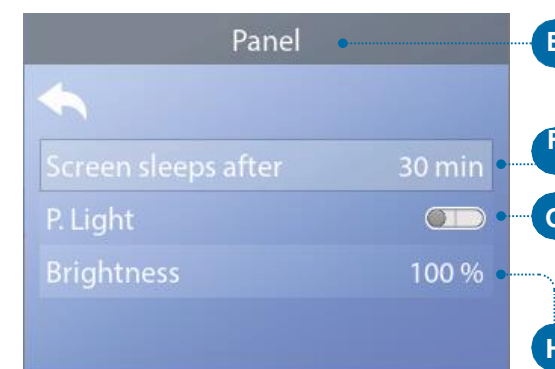 Panel
E
F
Screen sleeps after 30 min
P. Light
Brightness 100 %
H